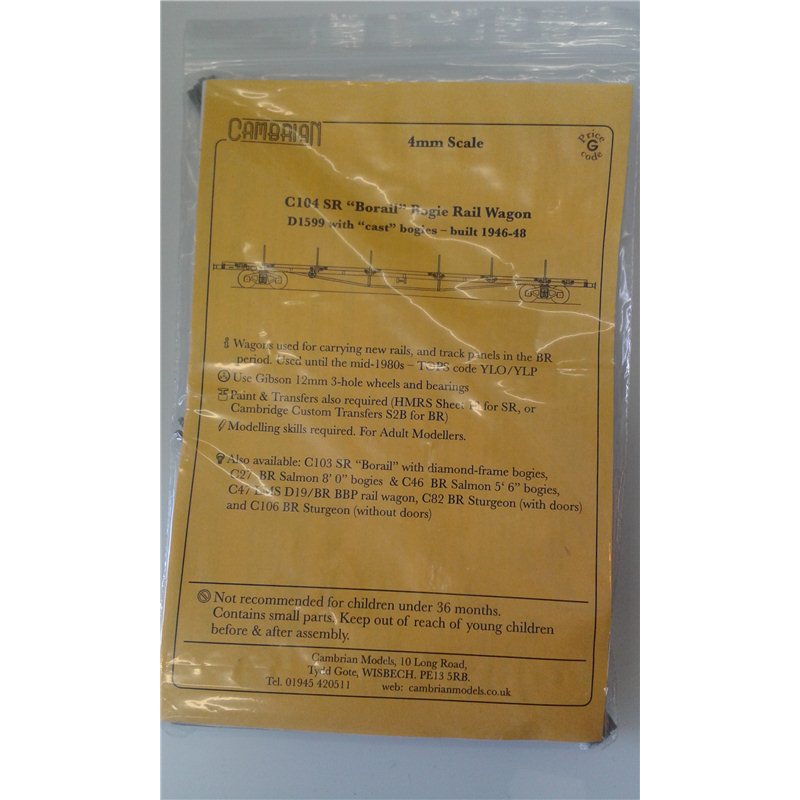 CAMBRIAN
4mm Scale
Price
G
code
C104 SR “Borail” Bogie Rail Wagon
D1599 with “cast” bogies – built 1946-48
Wagons used for carrying new rails, and track panels in the BR
period. Used until the mid-1980s – TOPS code YLO/YLP
Use Gibson 12mm 3-hole wheels and bearings
Paint & Transfers also required (HMRS Sheet for SR, or
Cambridge Custom Transfers S2B for BR)
Modelling skills required. For Adult Modellers.
Also available: C103 SR “Borail” with diamond-frame bogies,
C27 BR Salmon 8' 0” bogies & C46 BR Salmon 5‘ 6” bogies,
C47 LMS D19/BR BBP rail wagon, C82 BR Sturgeon (with doors)
and C106 BR Sturgeon (without doors)
Not recommended for children under 36 months.
Contains small parts. Keep out of reach of young children
before & after assembly.
Cambrian Models, 10 Long Road,
Tydd Gote, WISBECH. PE13 5RB.
Tel. 01945 420511 web: cambrianmodels.co.uk